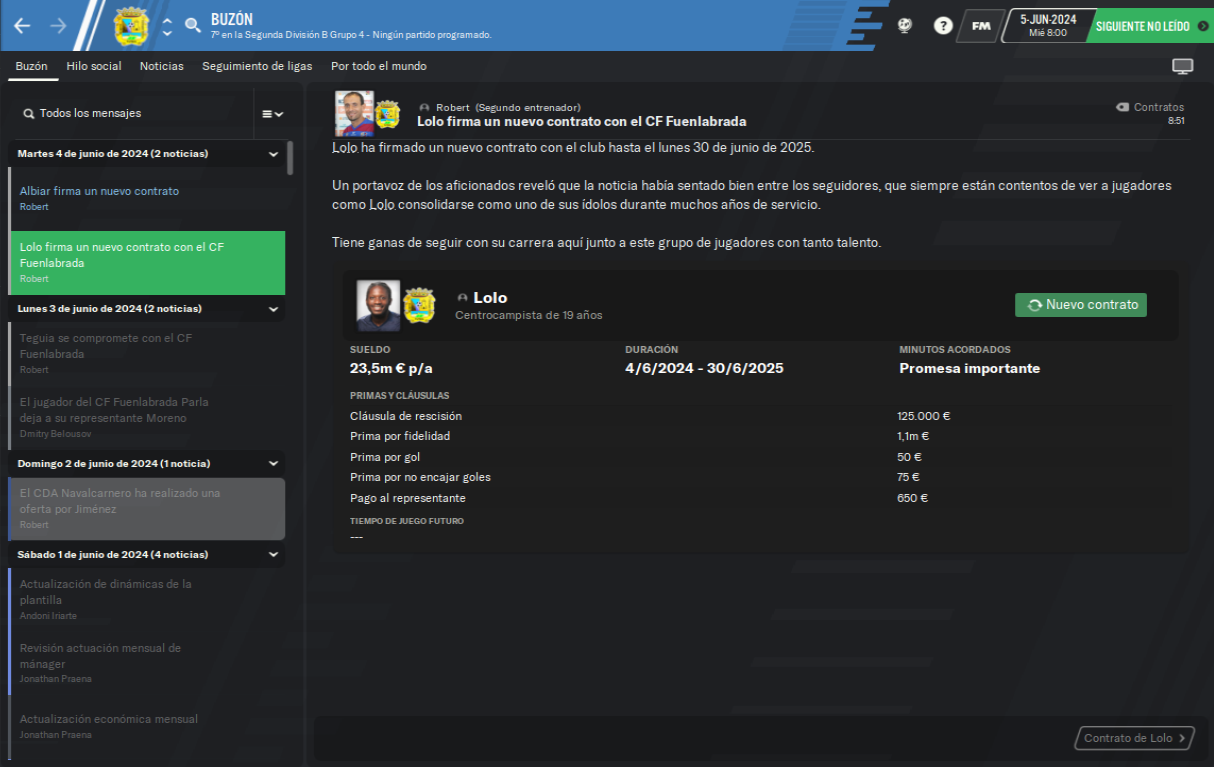 BUZÓN
7º en la Segunda División B Grupo 4 - Ningún partido programado.
?
FM
5-JUN-2024
Mié 8:00
SIGUIENTE NO LEÍDO
Buzón
Hilo social
Noticias
Seguimiento de ligas
Por todo el mundo
Todos los mensajes
Martes 4 de junio de 2024 (2 noticias)
Albiar firma un nuevo contrato
Robert
Lolo firma un nuevo contrato con el CF
Fuenlabrada
Robert
Lunes 3 de junio de 2024 (2 noticias)
Teguia se compromete con el CF
Fuenlabrada
Robert
El jugador del CF Fuenlabrada Parla
deja a su representante Moreno
Dmitry Belousov
Domingo 2 de junio de 2024 (1 noticia)
El CDA Navalcarnero ha realizado una
oferta por Jiménez
Robert
Sábado 1 de junio de 2024 (4 noticias)
Actualización de dinámicas de la
plantilla
Andoni Iriarte
Revisión actuación mensual de
mánager
Jonathan Praena
Actualización económica mensual
Jonathan Praena
Robert (Segundo entrenador)
Lolo firma un nuevo contrato con el CF Fuenlabrada
Contratos
8:51
Lolo ha firmado un nuevo contrato con el club hasta el lunes 30 de junio de 2025.
Un portavoz de los aficionados reveló que la noticia había sentado bien entre los seguidores, que siempre están contentos de ver a jugadores
como Lolo consolidarse como uno de sus ídolos durante muchos años de servicio.
Tiene ganas de seguir con su carrera aquí junto a este grupo de jugadores con tanto talento.
Lolo
Centrocampista de 19 años
Nuevo contrato
SUELDO
DURACIÓN
MINUTOS ACORDADOS
23,5m € p/a
4/6/2024 - 30/6/2025
Promesa importante
PRIMAS Y CLÁUSULAS
Cláusula de rescisión
125.000 €
Prima por fidelidad
1,1m €
Prima por gol
50 €
Prima por no encajar goles
75 €
Pago al representante
650 €
TIEMPO DE JUEGO FUTURO
---
Contrato de Lolo